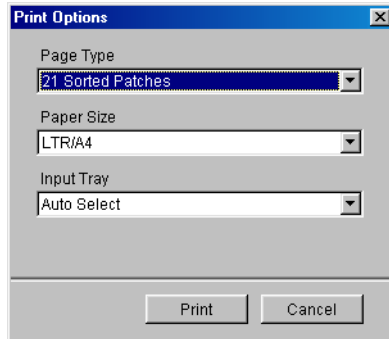 Print Options
Page Type
21 Sorted Patches
Paper Size
LTR/A4
Input Tray
Auto Select
Print
Cancel